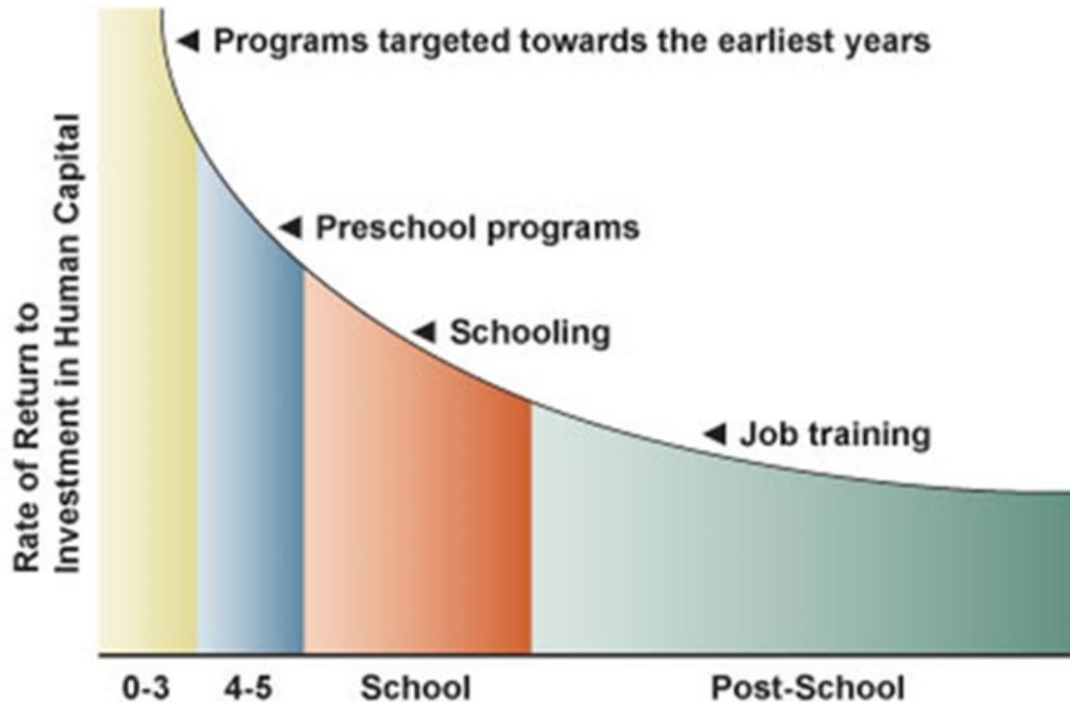 Programs targeted towards the earliest years
Preschool programs
Schooling
Job training
Rate of Return to
Investment in Human Capital
0-3
4-5
School
Post-School